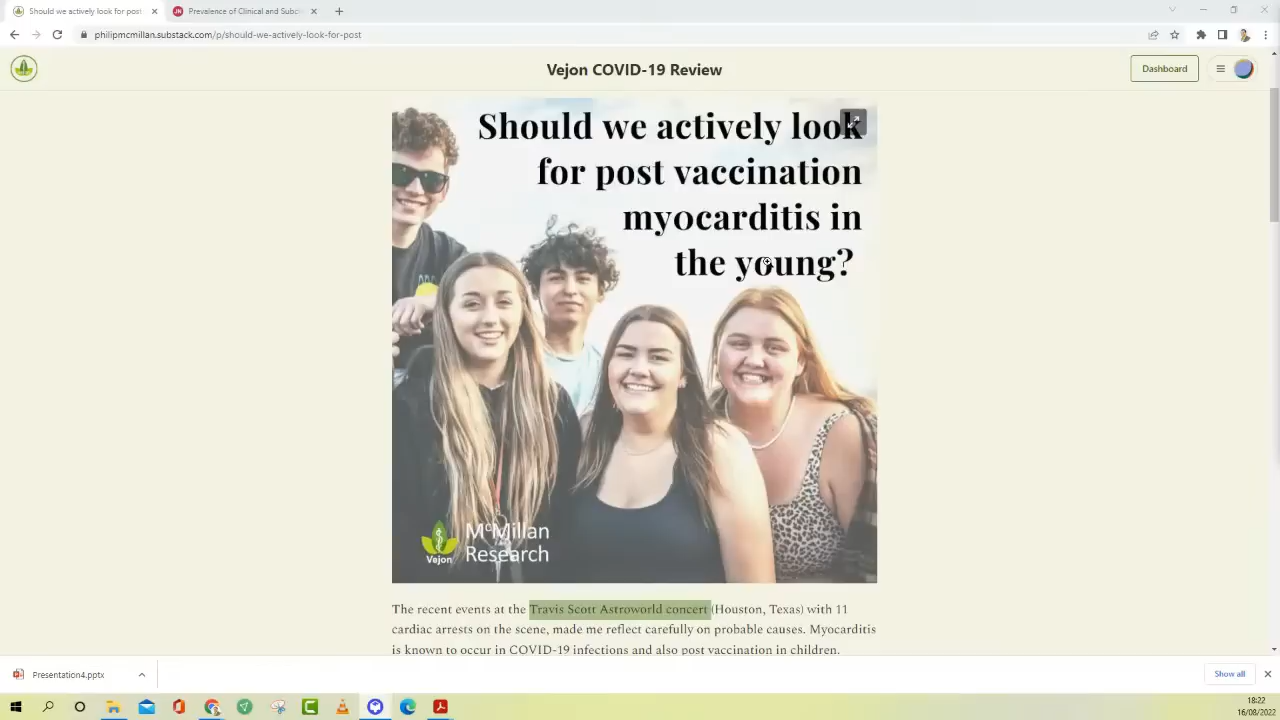 Should we actively look for post
Prevalence of Clinical and Subcl
philipmcmillan.substack.com/p/should-we-actively-look-for-post
Vejon COVID-19 Review
Dashboard
Should we actively look
for post vaccination
myocarditis in
the young?
McMillan
Research
Vejon
The recent events at the Travis Scott Astroworld concert (Houston, Texas) with 11
cardiac arrests on the scene, made me reflect carefully on probable causes. Myocarditis
is known to occur in COVID-19 infections and also post vaccination in children.
Presentation4.pptx
Show all
18:22
16/08/2022